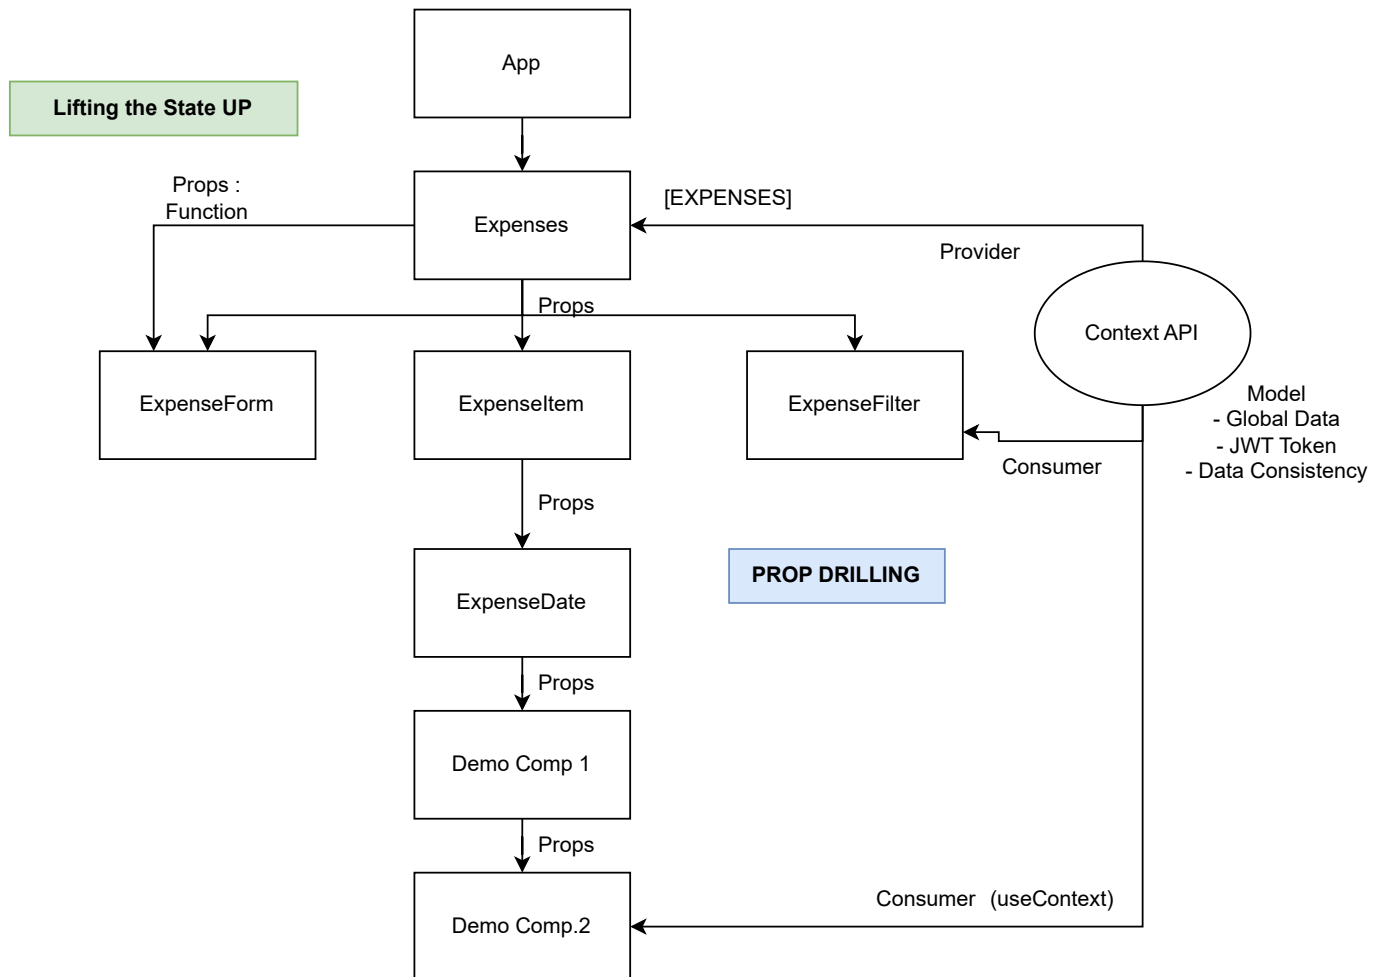 App
Lifting the State UP
Props :
Function
Expenses
[EXPENSES]
Provider
Props
Context API
ExpenseForm
ExpenseItem
ExpenseFilter
Model
- Global Data
- JWT Token
- Data Consistency
Consumer
Props
PROP DRILLING
ExpenseDate
Props
Demo Comp 1
Props
Consumer (useContext)
Demo Comp.2